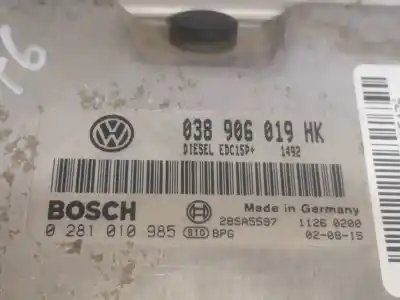 038 906 019 HK
DIESEL EDC15P+ 1492
BOSCH
Made in Germany
28SA5597 1126 0200
0 281 010 985 BPG 02-08-15